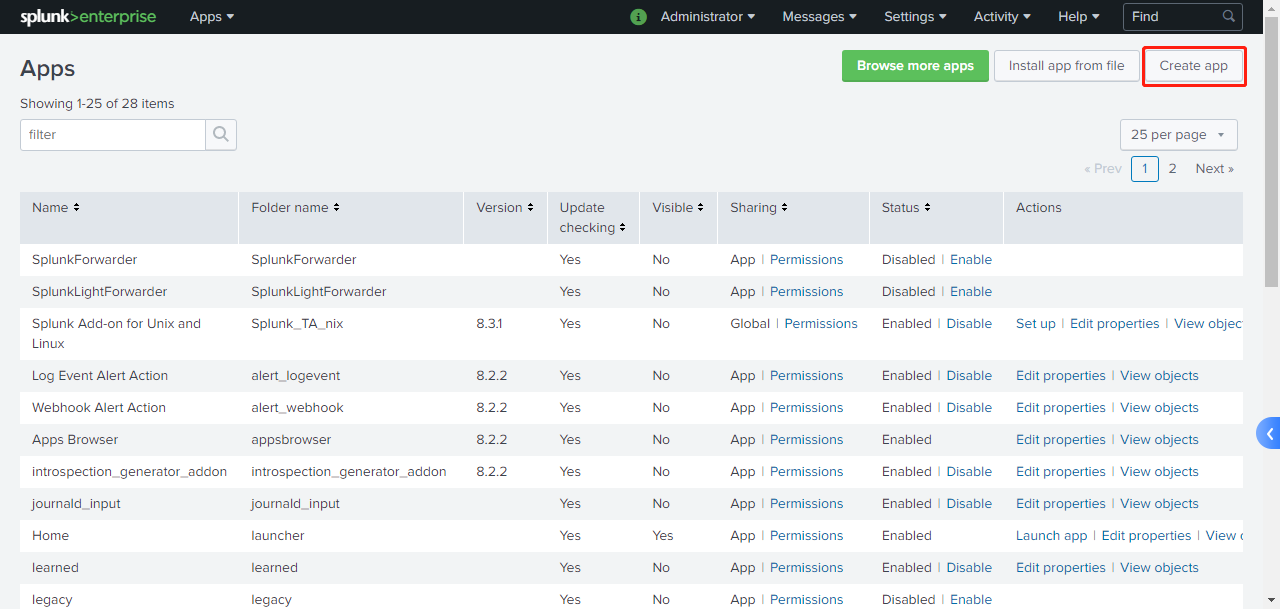 splunk>enterprise Apps Administrator Messages Settings Activity Help Find
Apps Browse more apps Install app from file Create app
Showing 1-25 of 28 items
filter 25 per page
« Prev 1 2 Next »
Name Folder name Version Update checking Visible Sharing Status Actions
SplunkForwarder SplunkForwarder Yes No App | Permissions Disabled | Enable
SplunkLightForwarder SplunkLightForwarder Yes No App | Permissions Disabled | Enable
Splunk Add-on for Unix and Linux Splunk_TA_nix 8.3.1 Yes No Global | Permissions Enabled | Disable Set up | Edit properties | View objec
Log Event Alert Action alert_logevent 8.2.2 Yes No App | Permissions Enabled | Disable Edit properties | View objects
Webhook Alert Action alert_webhook 8.2.2 Yes No App | Permissions Enabled | Disable Edit properties | View objects
Apps Browser appsbrowser 8.2.2 Yes No App | Permissions Enabled Edit properties | View objects
introspection_generator_addon introspection_generator_addon 8.2.2 Yes No App | Permissions Enabled | Disable Edit properties | View objects
journald_input journald_input Yes No App | Permissions Enabled | Disable Edit properties | View objects
Home launcher Yes Yes App | Permissions Enabled Launch app | Edit properties | View
learned learned Yes No App | Permissions Enabled | Disable Edit properties | View objects
legacy legacy Yes No App | Permissions Disabled | Enable